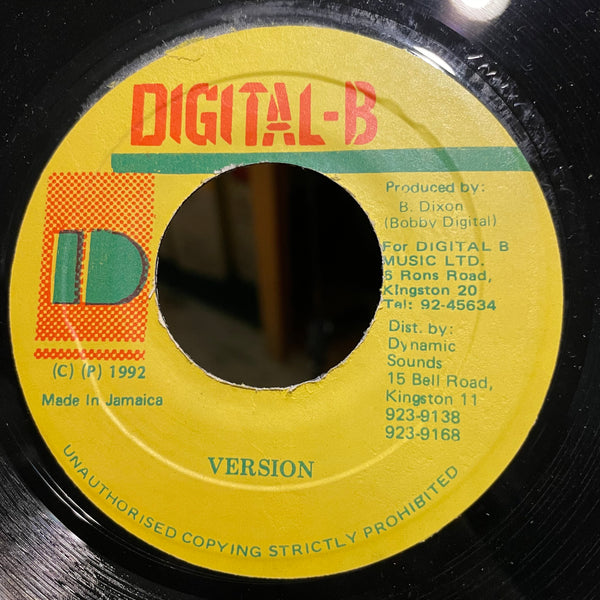 DIGITAL-B
Produced by:
B. Dixon
(Bobby Digital)
For DIGITAL B
MUSIC LTD.
6 Rons Road,
Kingston 20
Tel: 92-45634
Dist. by:
Dynamic
Sounds
15 Bell Road,
Kingston 11
923-9138
923-9168
D
(C) (P) 1992
Made In Jamaica
VERSION
UNAUTHORISED COPYING STRICTLY PROHIBITED